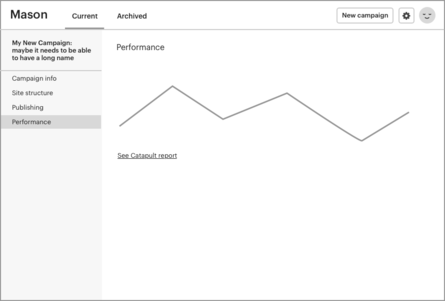 Mason
Current
Archived
New campaign
My New Campaign:
maybe it needs to be able
to have a long name
Campaign info
Site structure
Publishing
Performance
Performance
See Catapult report